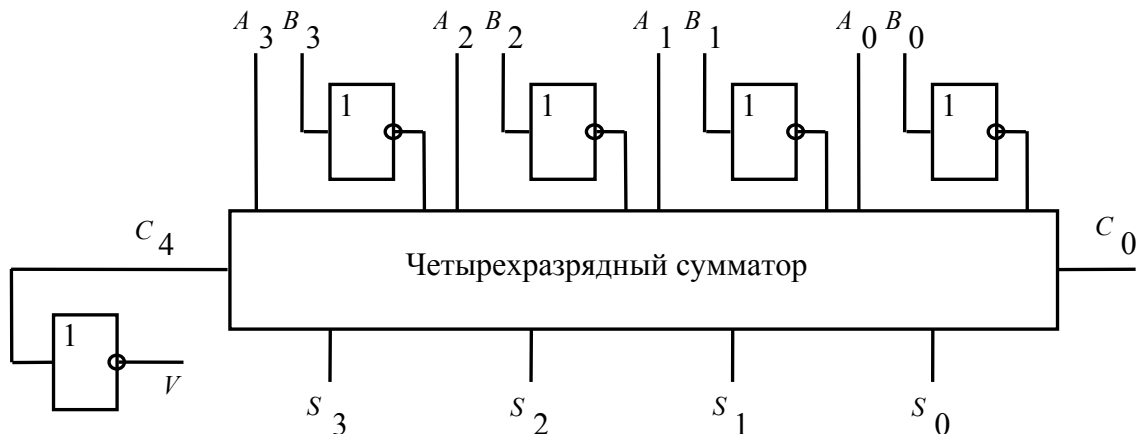 A3 B3 A2 B2 A1 B1 A0 B0
1 1 1 1
C4 C0
Четырехразрядный сумматор
1
V
S3 S2 S1 S0